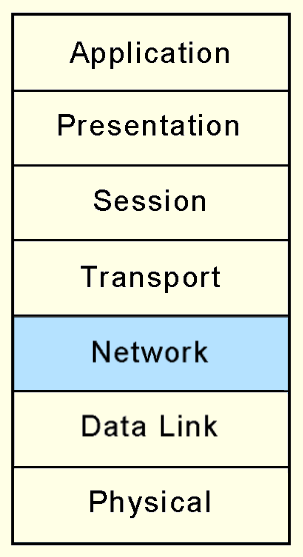 Application
Presentation
Session
Transport
Network
Data Link
Physical